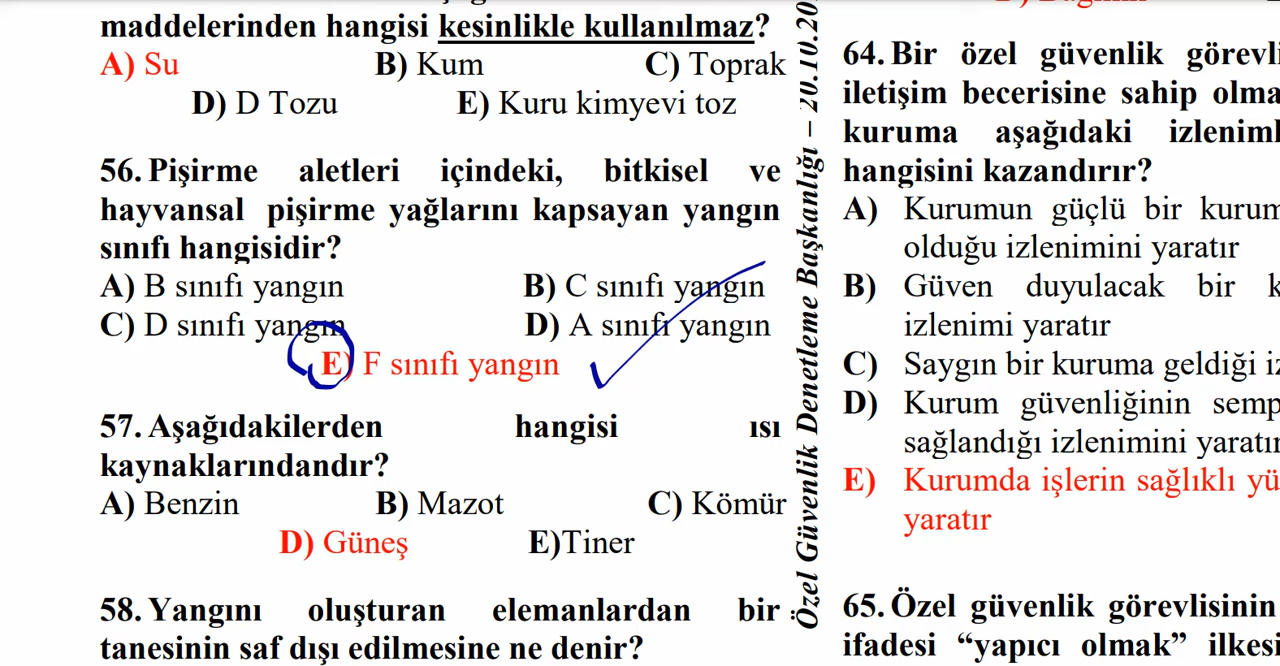 maddelerinden hangisi kesinlikle kullanılmaz?
A) Su B) Kum C) Toprak
D) D Tozu E) Kuru kimyevi toz
56. Pişirme aletleri içindeki, bitkisel ve
hayvansal pişirme yağlarını kapsayan yangın
sınıfı hangisidir?
A) B sınıfı yangın B) C sınıfı yangın
C) D sınıfı yangın D) A sınıfı yangın
E) F sınıfı yangın
57. Aşağıdakilerden hangisi ısı
kaynaklarındandır?
A) Benzin B) Mazot C) Kömür
D) Güneş E)Tiner
58. Yangını oluşturan elemanlardan bir
tanesinin saf dışı edilmesine ne denir?
Özel Güvenlik Denetleme Başkanlığı – 20.10.20
64. Bir özel güvenlik görevli
iletişim becerisine sahip olma
kuruma aşağıdaki izleniml
hangisini kazandırır?
A) Kurumun güçlü bir kurum
olduğu izlenimini yaratır
B) Güven duyulacak bir k
izlenimi yaratır
C) Saygın bir kuruma geldiği iz
D) Kurum güvenliğinin semp
sağlandığı izlenimini yaratır
E) Kurumda işlerin sağlıklı yü
yaratır
65. Özel güvenlik görevlisinin
ifadesi “yapıcı olmak” ilkesi